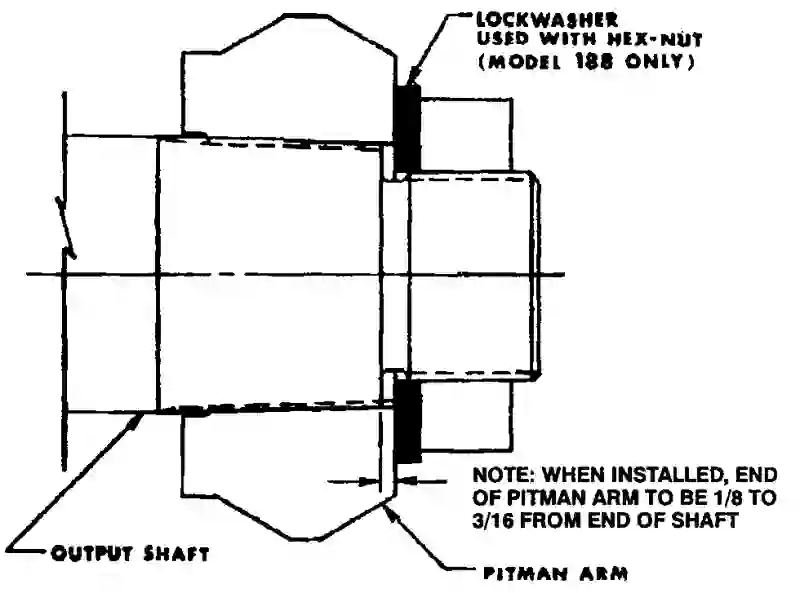 LOCKWASHER
USED WITH HEX-NUT
(MODEL 188 ONLY)
NOTE: WHEN INSTALLED, END
OF PITMAN ARM TO BE 1/8 TO
3/16 FROM END OF SHAFT
OUTPUT SHAFT
PITMAN ARM